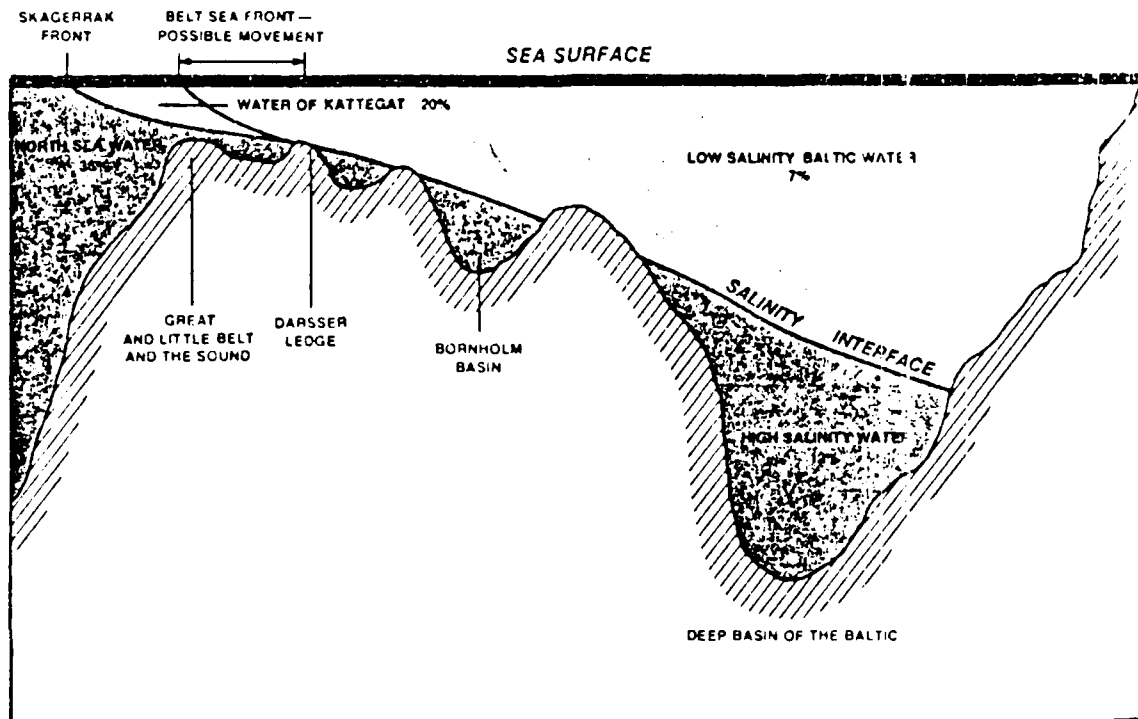 SKAGERRAK
FRONT
BELT SEA FRONT —
POSSIBLE MOVEMENT
SEA SURFACE
WATER OF KATTEGAT 20%
NORTH SEA WATER
LOW SALINITY BALTIC WATER
7%
GREAT
AND LITTLE BELT
AND THE SOUND
DARSSER
LEDGE
BORNHOLM
BASIN
SALINITY INTERFACE
HIGH SALINITY WATER
DEEP BASIN OF THE BALTIC